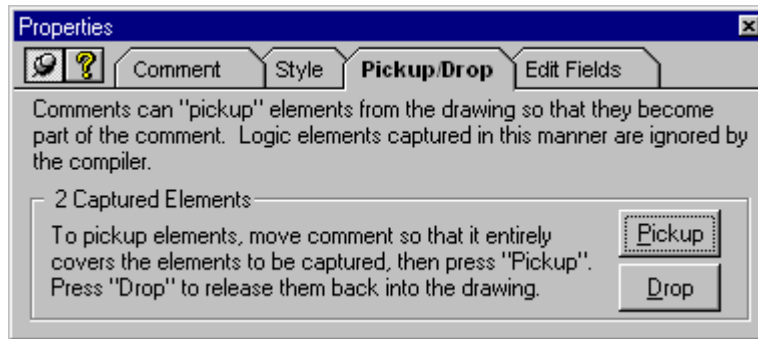 Properties
Comment Style Pickup/Drop Edit Fields
Comments can "pickup" elements from the drawing so that they become
part of the comment. Logic elements captured in this manner are ignored by
the compiler.
2 Captured Elements
To pickup elements, move comment so that it entirely
covers the elements to be captured, then press "Pickup".
Press "Drop" to release them back into the drawing.
Pickup
Drop